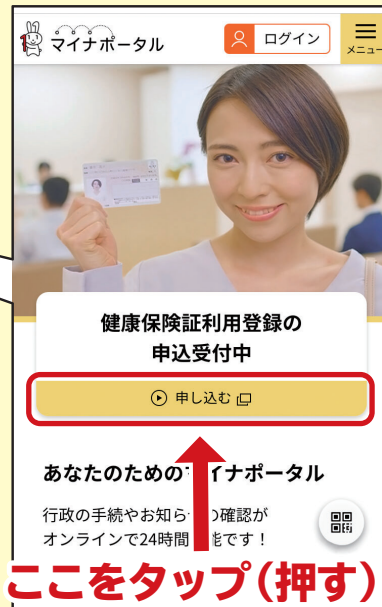 マイナポータル
ログイン
メニュー
健康保険証利用登録の
申込受付中
申し込む
あなたのための イナポータル
行政の手続やお知ら の確認が
オンラインで24時間 能です！
ここをタップ（押す）